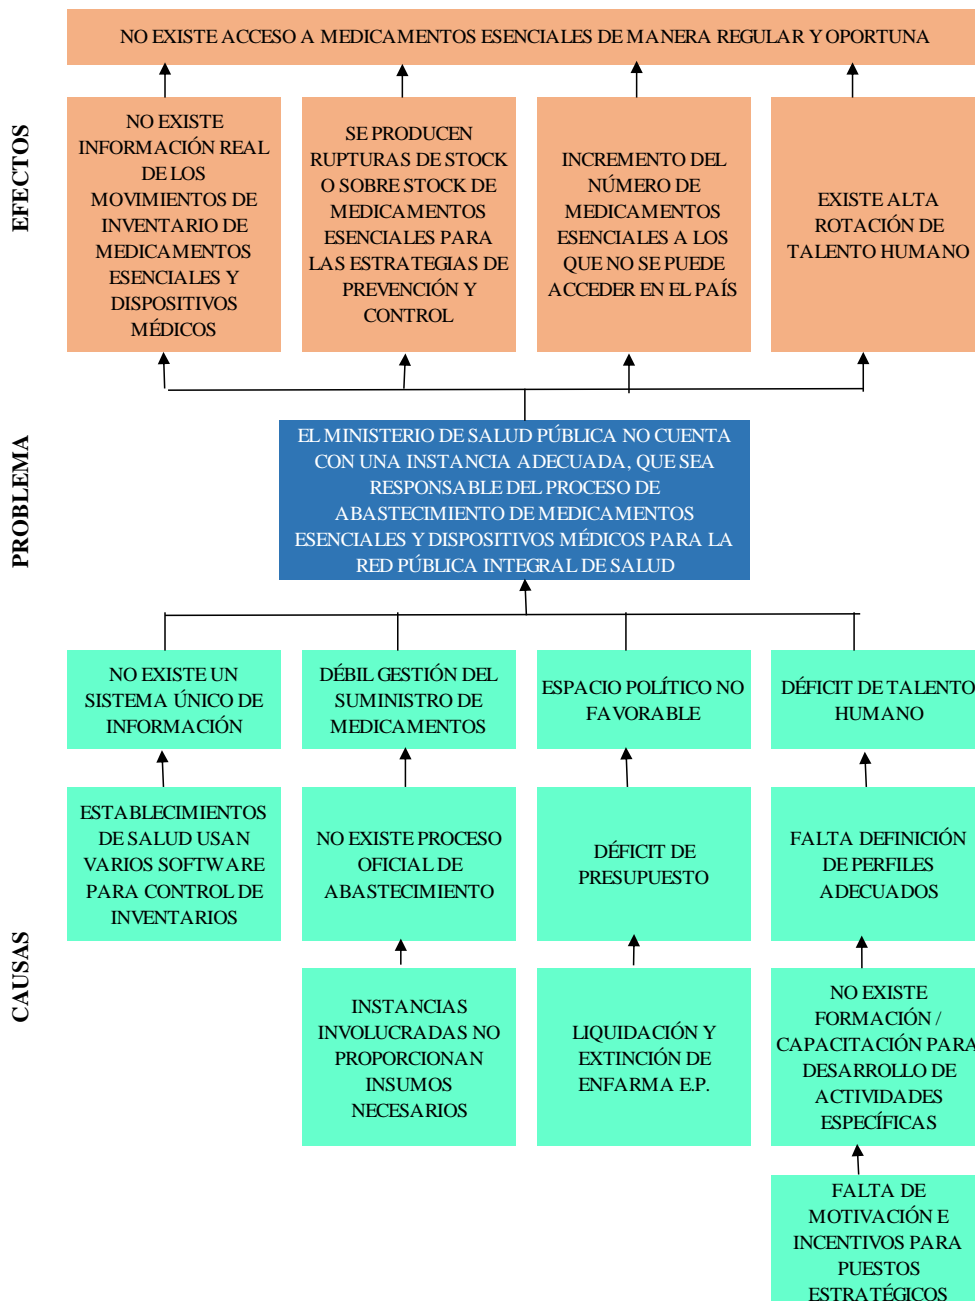 NO EXISTE ACCESO A MEDICAMENTOS ESENCIALES DE MANERA REGULAR Y OPORTUNA
EFECTOS
NO EXISTE
INFORMACIÓN REAL
DE LOS
MOVIMIENTOS DE
INVENTARIO DE
MEDICAMENTOS
ESENCIALES Y
DISPOSITIVOS
MÉDICOS
SE PRODUCEN
RUPTURAS DE STOCK
O SOBRE STOCK DE
MEDICAMENTOS
ESENCIALES PARA
LAS ESTRATEGIAS DE
PREVENCIÓN Y
CONTROL
INCREMENTO DEL
NÚMERO DE
MEDICAMENTOS
ESENCIALES A LOS
QUE NO SE PUEDE
ACCEDER EN EL PAÍS
EXISTE ALTA
ROTACIÓN DE
TALENTO HUMANO
PROBLEMA
EL MINISTERIO DE SALUD PÚBLICA NO CUENTA
CON UNA INSTANCIA ADECUADA, QUE SEA
RESPONSABLE DEL PROCESO DE
ABASTECIMIENTO DE MEDICAMENTOS
ESENCIALES Y DISPOSITIVOS MÉDICOS PARA LA
RED PÚBLICA INTEGRAL DE SALUD
CAUSAS
NO EXISTE UN
SISTEMA ÚNICO DE
INFORMACIÓN
DÉBIL GESTIÓN DEL
SUMINISTRO DE
MEDICAMENTOS
ESPACIO POLÍTICO NO
FAVORABLE
DÉFICIT DE TALENTO
HUMANO
ESTABLECIMIENTOS
DE SALUD USAN
VARIOS SOFTWARE
PARA CONTROL DE
INVENTARIOS
NO EXISTE PROCESO
OFICIAL DE
ABASTECIMIENTO
DÉFICIT DE
PRESUPUESTO
FALTA DEFINICIÓN
DE PERFILES
ADECUADOS
INSTANCIAS
INVOLUCRADAS NO
PROPORCIONAN
INSUMOS
NECESARIOS
LIQUIDACIÓN Y
EXTINCIÓN DE
ENFARMA E.P.
NO EXISTE
FORMACIÓN /
CAPACITACIÓN PARA
DESARROLLO DE
ACTIVIDADES
ESPECÍFICAS
FALTA DE
MOTIVACIÓN E
INCENTIVOS PARA
PUESTOS
ESTRATÉGICOS